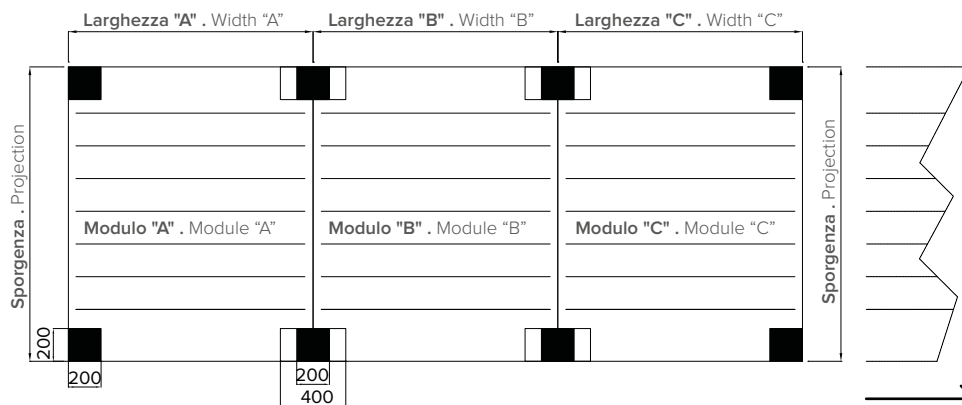 Larghezza "A" . Width “A”
Larghezza "B" . Width “B”
Larghezza "C" . Width “C”
Sporgenza . Projection
Modulo "A" . Module “A”
Modulo "B" . Module “B”
Modulo "C" . Module “C”
Sporgenza . Projection
200
200
200
400